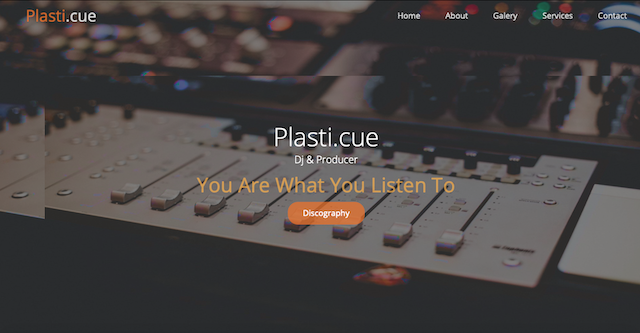 Plasti.cue
Home About Galery Services Contact
Plasti.cue
Dj & Producer
You Are What You Listen To
Discography